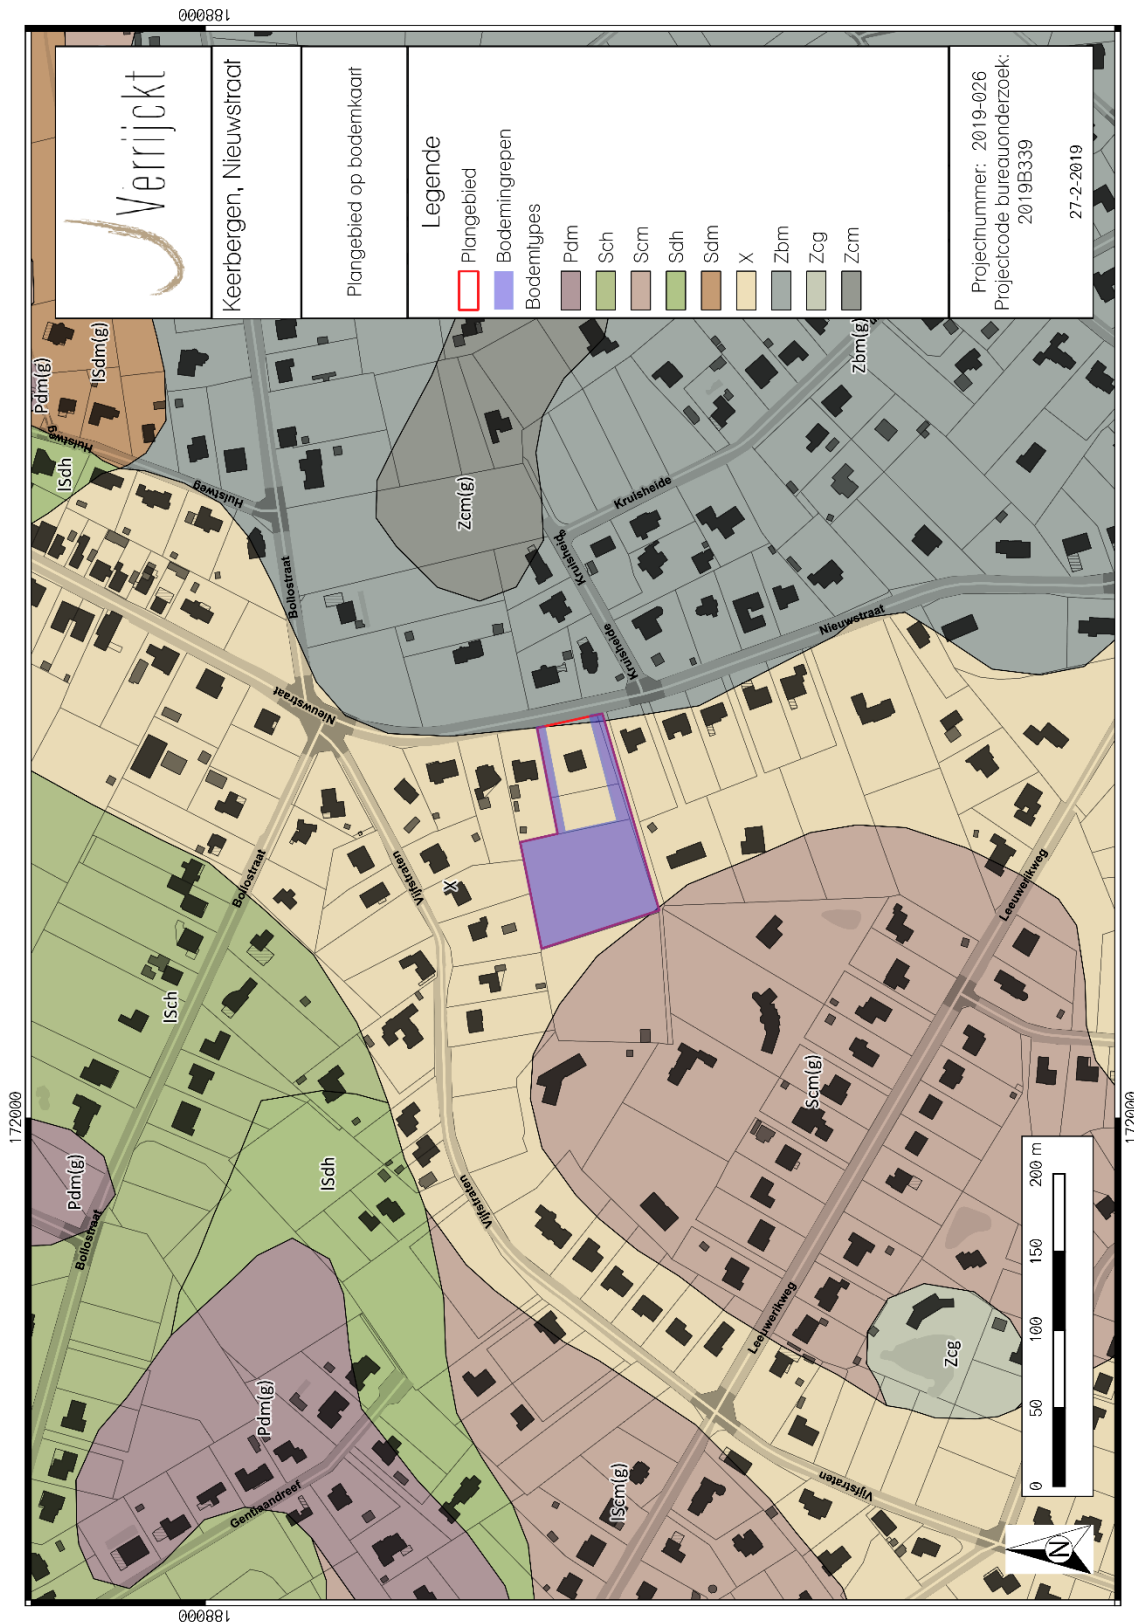 Verrijckt
Keerbergen, Nieuwstraat
Plangebied op bodemkaart
Legende
Plangebied
Bodemingrepen
Bodemtypes
Pdm
Sch
Scm
Sdh
Sdm
X
Zbm
Zcg
Zcm
Projectnummer: 2019-026
Projectcode bureauonderzoek:
2019B339
27-2-2019
188000
188000
172000
172000
Pdm(g)
lSdm(g)
lSdh
Hulstweg
Hulstweg
Bollostraat
Zcm(g)
Zbm(g)
Kruisheide
Kruisheide
Kruisheide
Nieuwstraat
Nieuwstraat
Bollostraat
Vijfstraten
X
lSch
Leeuwerikweg
Scm(g)
Pdm(g)
Bollostraat
lSdh
Vijfstraten
Leeuwerikweg
Zcg
Pdm(g)
Gentiaandreef
lScm(g)
Vijfstraten
0 50 100 150 200 m
N